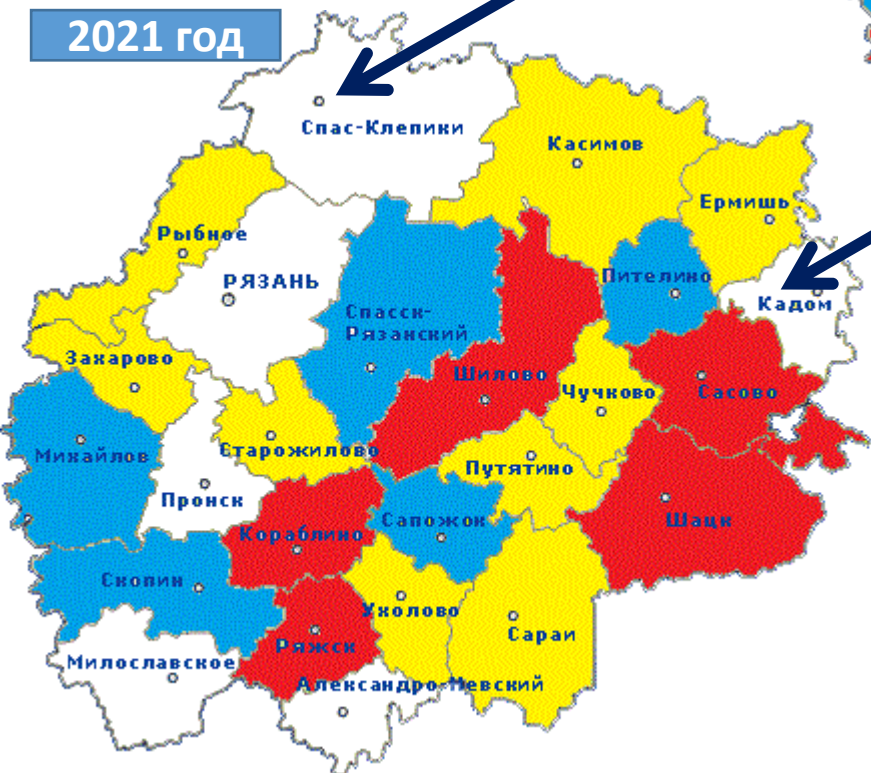 2021 год
Спас-Клепики
Касимов
Ермишь
Рыбное
РЯЗАНЬ
Пителино
Кадом
Спасск-
Рязанский
Захарово
Шилово
Чучково
Сасово
Михайлов
Старожилово
Путятино
Пронск
Сапожок
Шацк
Кораблино
Скопин
Ухолово
Сараи
Ряжск
Милославское
Александро-Невский